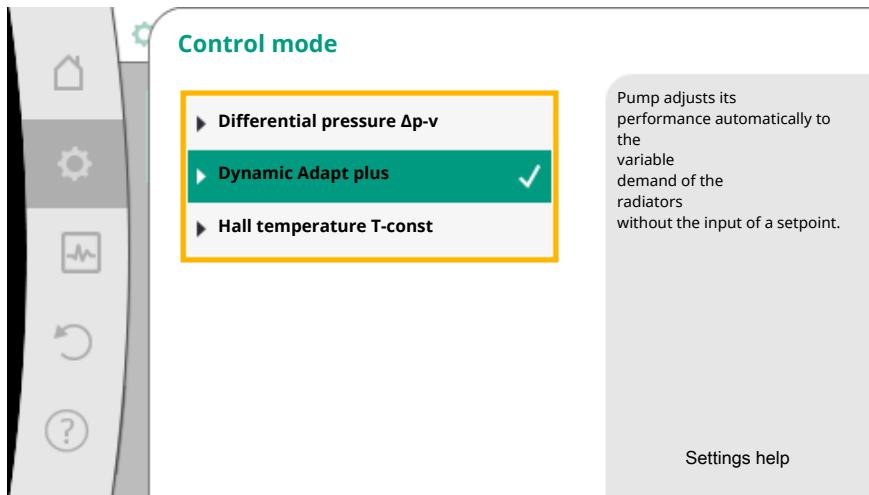 Control mode
Differential pressure Δp-v
Dynamic Adapt plus
Hall temperature T-const
Pump adjusts its
performance automatically to
the
variable
demand of the
radiators
without the input of a setpoint.
Settings help